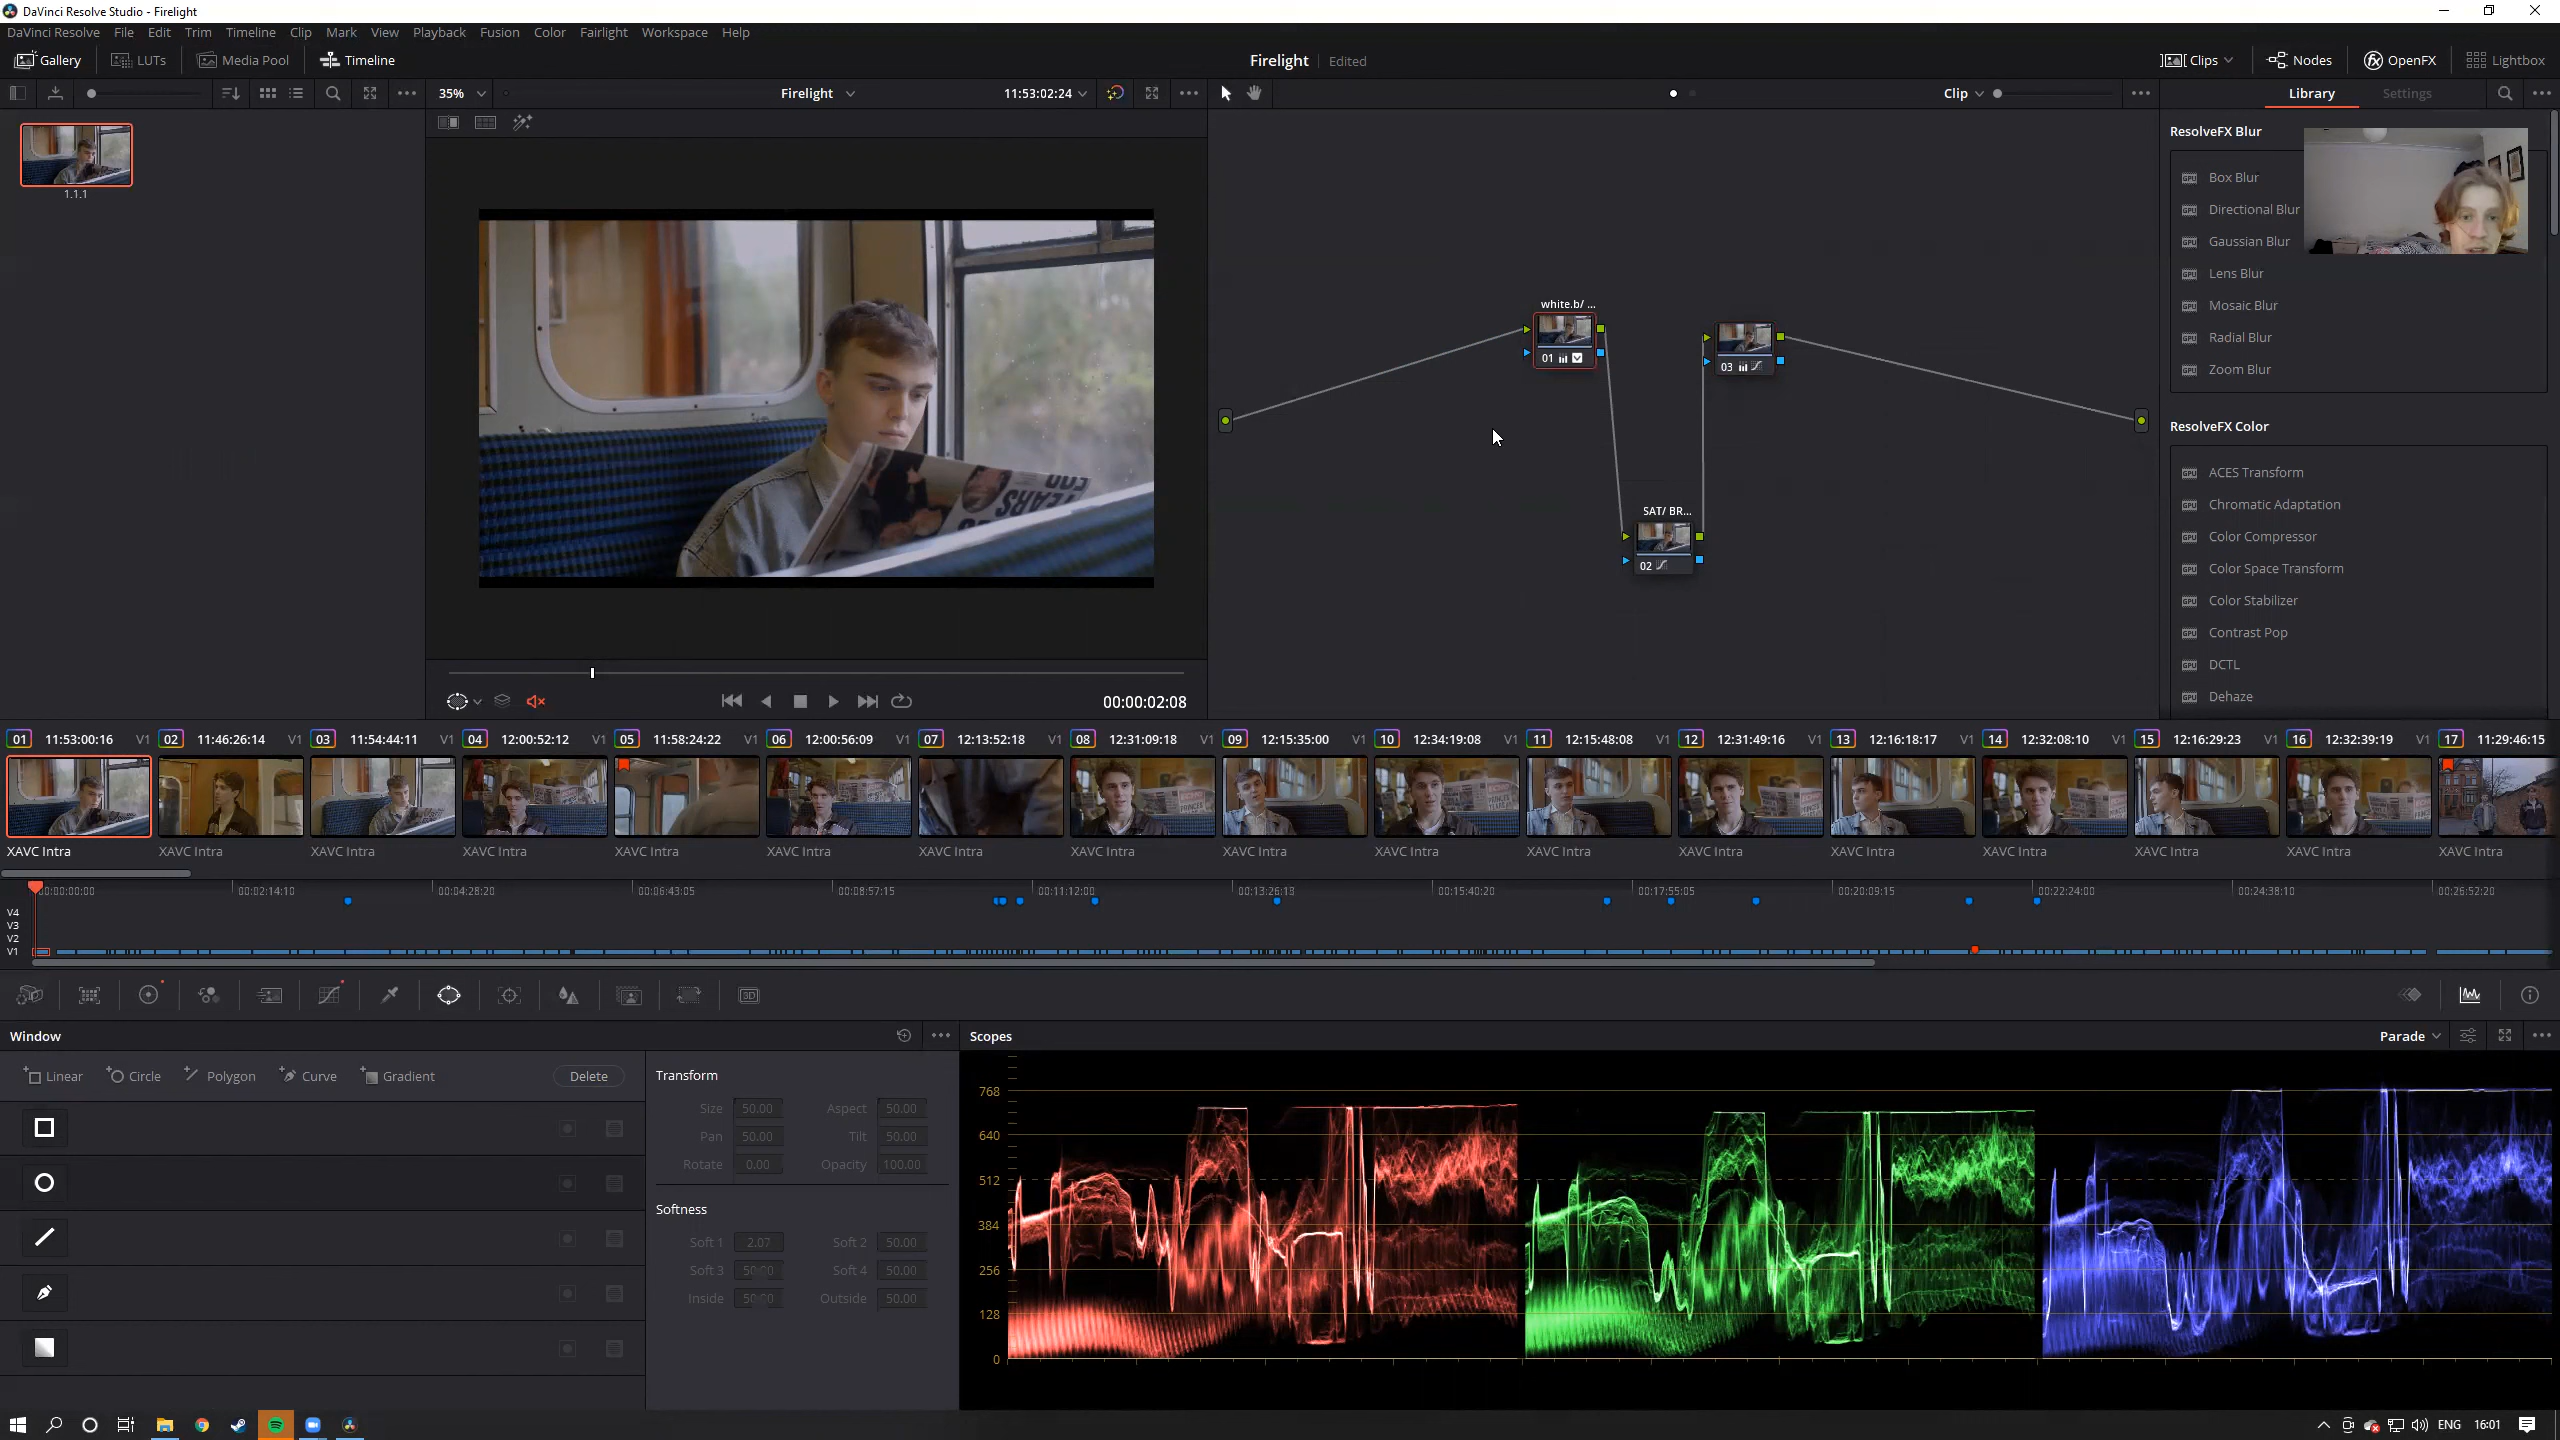 DaVinci Resolve Studio - Firelight
DaVinci Resolve File Edit Trim Timeline Clip Mark View Playback Fusion Color Fairlight Workspace Help
Gallery LUTs Media Pool Timeline Firelight Edited Clips Nodes OpenFX Lightbox
35% Firelight 11:53:02:24 Clip Library Settings
1.1.1
ResolveFX Blur
Box Blur
Directional Blur
Gaussian Blur
Lens Blur
Mosaic Blur
Radial Blur
Zoom Blur
ResolveFX Color
ACES Transform
Chromatic Adaptation
Color Compressor
Color Space Transform
Color Stabilizer
Contrast Pop
DCTL
Dehaze
white.b/ ...
01
03
SAT/ BR...
02
YEARS
00:00:02:08
01 11:53:00:16 V1 02 11:46:26:14 V1 03 11:54:44:11 V1 04 12:00:52:12 V1 05 11:58:24:22 V1 06 12:00:56:09 V1 07 12:13:52:18 V1 08 12:31:09:18 V1 09 12:15:35:00 V1 10 12:34:19:08 V1 11 12:15:48:08 V1 12 12:31:49:16 V1 13 12:16:18:17 V1 14 12:32:08:10 V1 15 12:16:29:23 V1 16 12:32:39:19 V1 17 11:29:46:15
XAVC Intra XAVC Intra XAVC Intra XAVC Intra XAVC Intra XAVC Intra XAVC Intra XAVC Intra XAVC Intra XAVC Intra XAVC Intra XAVC Intra XAVC Intra XAVC Intra XAVC Intra XAVC Intra XAVC Intra
00:00:00:00 00:02:14:10 00:04:28:20 00:06:43:05 00:08:57:15 00:11:12:00 00:13:26:10 00:15:40:20 00:17:55:05 00:20:09:15 00:22:24:00 00:24:38:10 00:26:52:20
V4
V3
V2
V1
3D
Window Scopes Parade
Linear Circle Polygon Curve Gradient Delete
Transform
Size 50.00 Aspect 50.00
Pan 50.00 Tilt 50.00
Rotate 0.00 Opacity 100.00
Softness
Soft 1 2.07 Soft 2 50.00
Soft 3 50.00 Soft 4 50.00
Inside 50.00 Outside 50.00
768
640
512
384
256
128
0
ENG 16:01